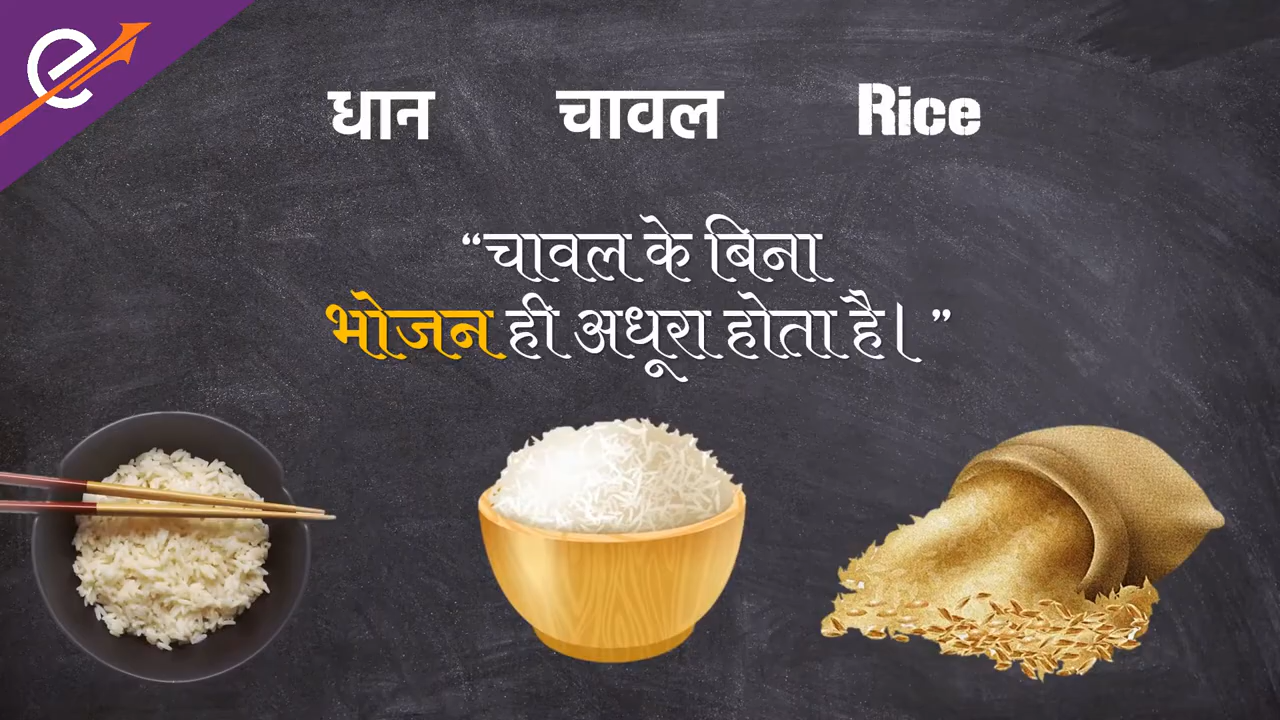 धान चावल Rice
“चावल के बिना
भोजन ही अधूरा होता है। ”